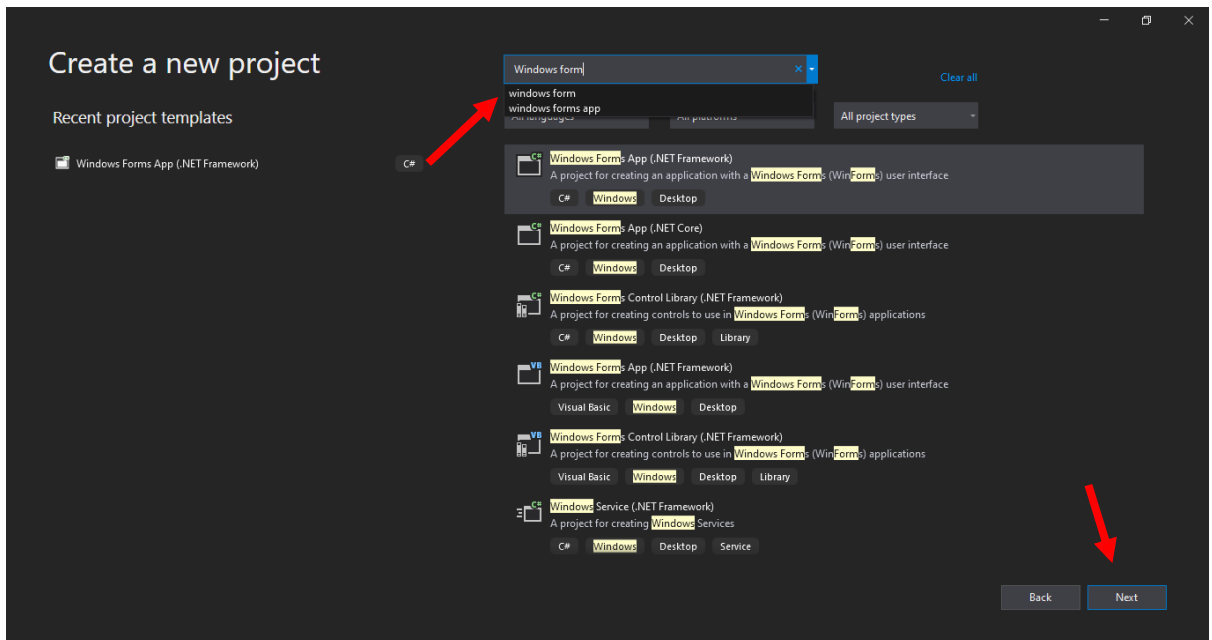 Create a new project
Recent project templates
Windows Forms App (.NET Framework) C#
Windows form
Clear all
windows form
windows forms app
All languages All platforms All project types
Windows Forms App (.NET Framework)
A project for creating an application with a Windows Forms (WinForms) user interface
C# Windows Desktop
Windows Forms App (.NET Core)
A project for creating an application with a Windows Forms (WinForms) user interface
C# Windows Desktop
Windows Forms Control Library (.NET Framework)
A project for creating controls to use in Windows Forms (WinForms) applications
C# Windows Desktop Library
Windows Forms App (.NET Framework)
A project for creating an application with a Windows Forms (WinForms) user interface
Visual Basic Windows Desktop
Windows Forms Control Library (.NET Framework)
A project for creating controls to use in Windows Forms (WinForms) applications
Visual Basic Windows Desktop Library
Windows Service (.NET Framework)
A project for creating Windows Services
C# Windows Desktop Service
Back Next